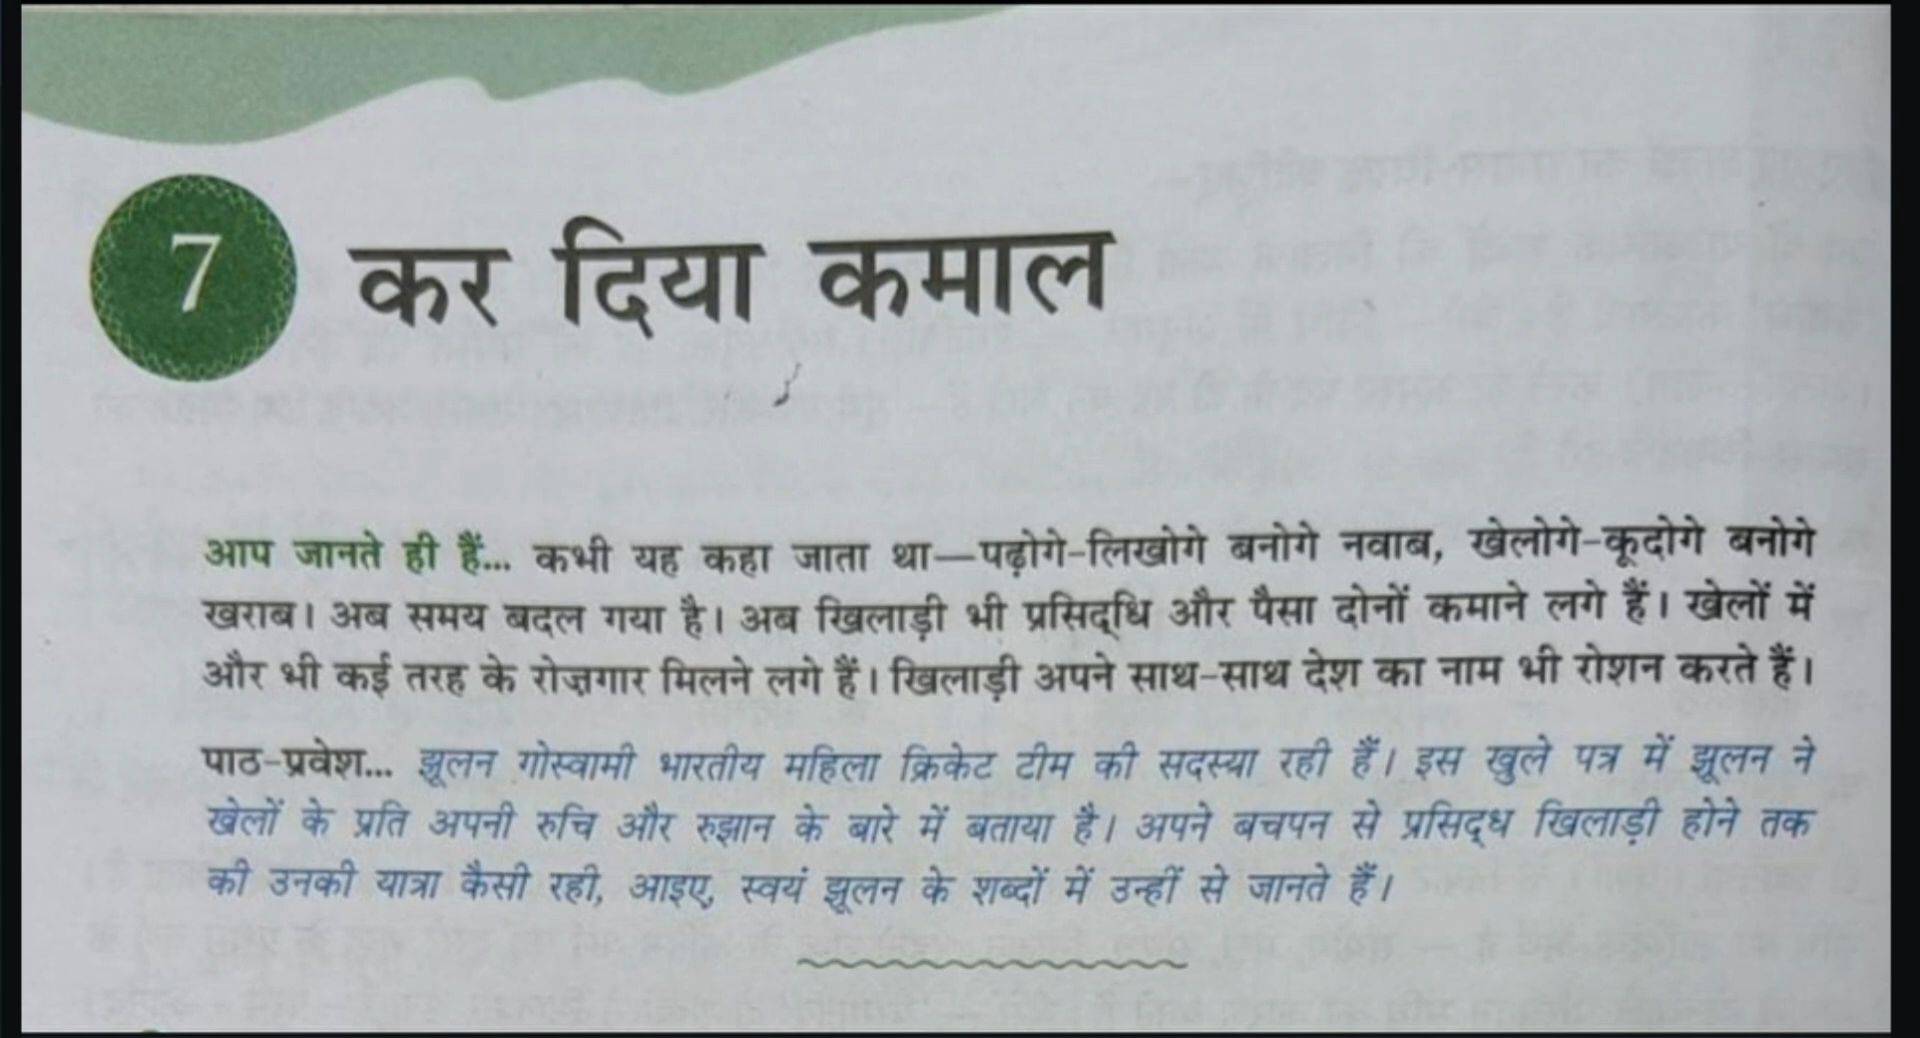 7 कर दिया कमाल
आप जानते ही हैं... कभी यह कहा जाता था—पढ़ोगे-लिखोगे बनोगे नवाब, खेलोगे-कूदोगे बनोगे
खराब। अब समय बदल गया है। अब खिलाड़ी भी प्रसिद्धि और पैसा दोनों कमाने लगे हैं। खेलों में
और भी कई तरह के रोज़गार मिलने लगे हैं। खिलाड़ी अपने साथ-साथ देश का नाम भी रोशन करते हैं।
पाठ-प्रवेश... झूलन गोस्वामी भारतीय महिला क्रिकेट टीम की सदस्या रही हैं। इस खुले पत्र में झूलन ने
खेलों के प्रति अपनी रुचि और रुझान के बारे में बताया है। अपने बचपन से प्रसिद्ध खिलाड़ी होने तक
की उनकी यात्रा कैसी रही, आइए, स्वयं झूलन के शब्दों में उन्हीं से जानते हैं।